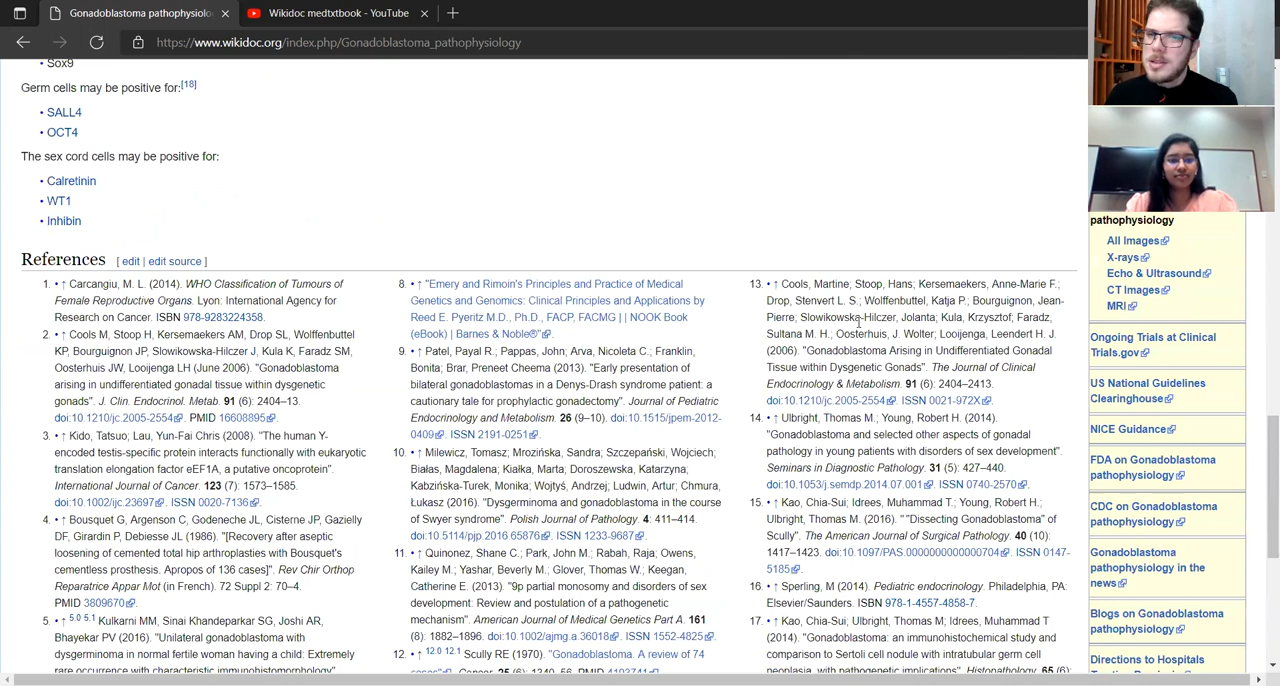 Gonadoblastoma pathophysiolo
Wikidoc medtxtbook - YouTube
https://www.wikidoc.org/index.php/Gonadoblastoma_pathophysiology
• Sox9
Germ cells may be positive for:[18]
• SALL4
• OCT4
The sex cord cells may be positive for:
• Calretinin
• WT1
• Inhibin
References [ edit | edit source ]
1. • ↑ Carcangiu, M. L. (2014). WHO Classification of Tumours of
Female Reproductive Organs. Lyon: International Agency for
Research on Cancer. ISBN 978-9283224358.
2. • ↑ Cools M, Stoop H, Kersemaekers AM, Drop SL, Wolffenbuttel
KP, Bourguignon JP, Slowikowska-Hilczer J, Kula K, Faradz SM,
Oosterhuis JW, Looijenga LH (June 2006). "Gonadoblastoma
arising in undifferentiated gonadal tissue within dysgenetic
gonads". J. Clin. Endocrinol. Metab. 91 (6): 2404–13.
doi:10.1210/jc.2005-2554. PMID 16608895.
3. • ↑ Kido, Tatsuo; Lau, Yun-Fai Chris (2008). "The human Y-
encoded testis-specific protein interacts functionally with eukaryotic
translation elongation factor eEF1A, a putative oncoprotein".
International Journal of Cancer. 123 (7): 1573–1585.
doi:10.1002/ijc.23697. ISSN 0020-7136.
4. • ↑ Bousquet G, Argenson C, Godeneche JL, Cisterne JP, Gazielly
DF, Girardin P, Debiesse JL (1986). "[Recovery after aseptic
loosening of cemented total hip arthroplasties with Bousquet's
cementless prosthesis. Apropos of 136 cases]". Rev Chir Orthop
Reparatrice Appar Mot (in French). 72 Suppl 2: 70–4.
PMID 3809670.
5. • ↑ 5.0 5.1 Kulkarni MM, Sinai Khandeparkar SG, Joshi AR,
Bhayekar PV (2016). "Unilateral gonadoblastoma with
dysgerminoma in normal fertile woman having a child: Extremely
rare occurrence with characteristic immunohistomorphology".
8. • ↑ "Emery and Rimoin's Principles and Practice of Medical
Genetics and Genomics: Clinical Principles and Applications by
Reed E. Pyeritz M.D., Ph.D., FACP, FACMG | | NOOK Book
(eBook) | Barnes & Noble®".
9. • ↑ Patel, Payal R.; Pappas, John; Arva, Nicoleta C.; Franklin,
Bonita; Brar, Preneet Cheema (2013). "Early presentation of
bilateral gonadoblastomas in a Denys-Drash syndrome patient: a
cautionary tale for prophylactic gonadectomy". Journal of Pediatric
Endocrinology and Metabolism. 26 (9–10). doi:10.1515/jpem-2012-
0409. ISSN 2191-0251.
10. • ↑ Milewicz, Tomasz; Mrozińska, Sandra; Szczepański, Wojciech;
Białas, Magdalena; Kiałka, Marta; Doroszewska, Katarzyna;
Kabzińska-Turek, Monika; Wojtyś, Andrzej; Ludwin, Artur; Chmura,
Łukasz (2016). "Dysgerminoma and gonadoblastoma in the course
of Swyer syndrome". Polish Journal of Pathology. 4: 411–414.
doi:10.5114/pjp.2016.65876. ISSN 1233-9687.
11. • ↑ Quinonez, Shane C.; Park, John M.; Rabah, Raja; Owens,
Kailey M.; Yashar, Beverly M.; Glover, Thomas W.; Keegan,
Catherine E. (2013). "9p partial monosomy and disorders of sex
development: Review and postulation of a pathogenetic
mechanism". American Journal of Medical Genetics Part A. 161
(8): 1882–1896. doi:10.1002/ajmg.a.36018. ISSN 1552-4825.
12. • ↑ 12.0 12.1 Scully RE (1970). "Gonadoblastoma. A review of 74
cases". Cancer. 25 (6): 1340–56. PMID 4193741.
13. • ↑ Cools, Martine; Stoop, Hans; Kersemaekers, Anne-Marie F.;
Drop, Stenvert L. S.; Wolffenbuttel, Katja P.; Bourguignon, Jean-
Pierre; Slowikowska-Hilczer, Jolanta; Kula, Krzysztof; Faradz,
Sultana M. H.; Oosterhuis, J. Wolter; Looijenga, Leendert H. J.
(2006). "Gonadoblastoma Arising in Undifferentiated Gonadal
Tissue within Dysgenetic Gonads". The Journal of Clinical
Endocrinology & Metabolism. 91 (6): 2404–2413.
doi:10.1210/jc.2005-2554. ISSN 0021-972X.
14. • ↑ Ulbright, Thomas M.; Young, Robert H. (2014).
"Gonadoblastoma and selected other aspects of gonadal
pathology in young patients with disorders of sex development".
Seminars in Diagnostic Pathology. 31 (5): 427–440.
doi:10.1053/j.semdp.2014.07.001. ISSN 0740-2570.
15. • ↑ Kao, Chia-Sui; Idrees, Muhammad T.; Young, Robert H.;
Ulbright, Thomas M. (2016). " "Dissecting Gonadoblastoma" of
Scully". The American Journal of Surgical Pathology. 40 (10):
1417–1423. doi:10.1097/PAS.0000000000000704. ISSN 0147-
5185.
16. • ↑ Sperling, M (2014). Pediatric endocrinology. Philadelphia, PA:
Elsevier/Saunders. ISBN 978-1-4557-4858-7.
17. • ↑ Kao, Chia-Sui; Ulbright, Thomas M; Idrees, Muhammad T
(2014). "Gonadoblastoma: an immunohistochemical study and
comparison to Sertoli cell nodule with intratubular germ cell
neoplasia, with pathogenetic implications". Histopathology. 65 (6):
pathophysiology
All Images
X-rays
Echo & Ultrasound
CT Images
MRI
Ongoing Trials at Clinical
Trials.gov
US National Guidelines
Clearinghouse
NICE Guidance
FDA on Gonadoblastoma
pathophysiology
CDC on Gonadoblastoma
pathophysiology
Gonadoblastoma
pathophysiology in the
news
Blogs on Gonadoblastoma
pathophysiology
Directions to Hospitals